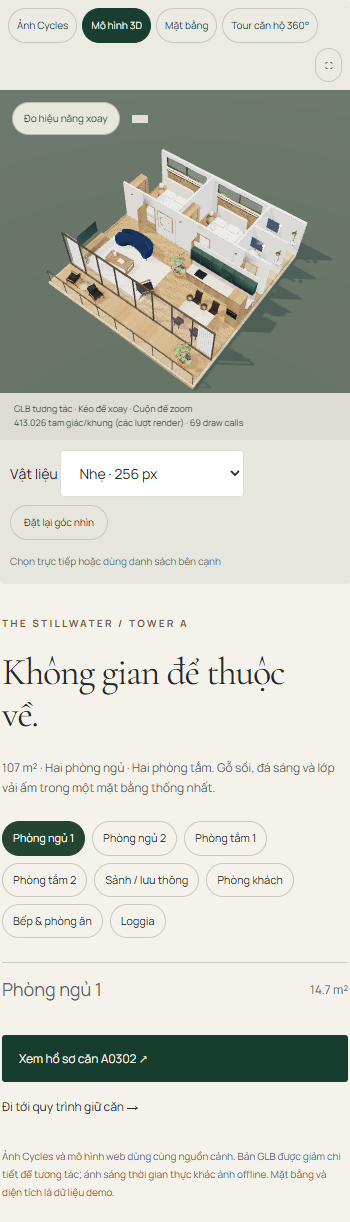 Ảnh Cycles Mô hình 3D Mặt bằng Tour căn hộ 360°
Đo hiệu năng xoay
GLB tương tác · Kéo để xoay · Cuộn để zoom
413.026 tam giác/khung (các lượt render) · 69 draw calls
Vật liệu Nhẹ · 256 px
Đặt lại góc nhìn
Chọn trực tiếp hoặc dùng danh sách bên cạnh
THE STILLWATER / TOWER A
Không gian để thuộc
về.
107 m² · Hai phòng ngủ · Hai phòng tắm. Gỗ sồi, đá sáng và lớp
vải ấm trong một mặt bằng thống nhất.
Phòng ngủ 1 Phòng ngủ 2 Phòng tắm 1
Phòng tắm 2 Sảnh / lưu thông Phòng khách
Bếp & phòng ăn Loggia
Phòng ngủ 1 14.7 m²
Xem hồ sơ căn A0302 ↗
Đi tới quy trình giữ căn →
Ảnh Cycles và mô hình web dùng cùng nguồn cảnh. Bản GLB được giảm chi
tiết để tương tác; ánh sáng thời gian thực khác ảnh offline. Mặt bằng và
diện tích là dữ liệu demo.